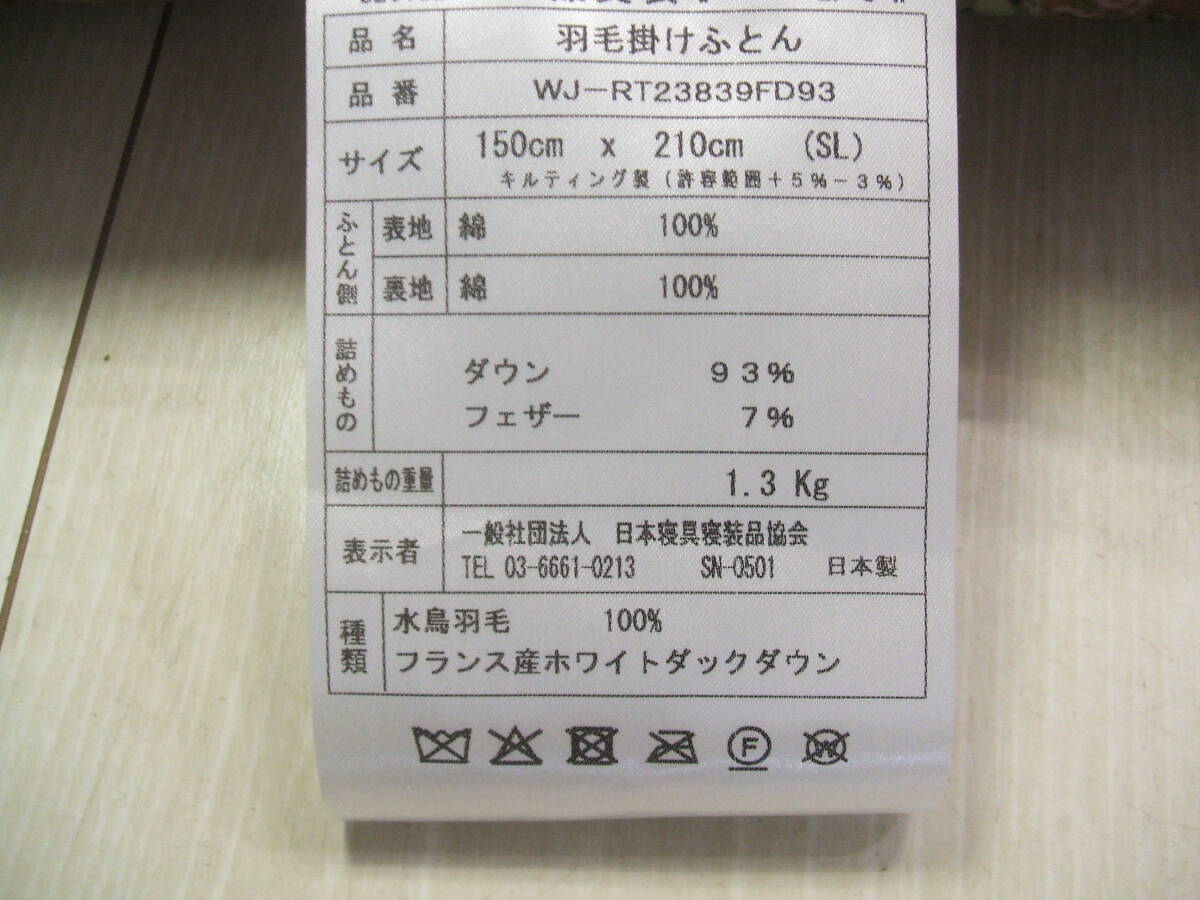 品名 羽毛掛けふとん
品番 WJ-RT23839FD93
サイズ 150cm x 210cm (SL)
キルティング製(許容範囲+5%-3%)
ふとん側 表地 綿 100%
裏地 綿 100%
詰めもの ダウン 93%
フェザー 7%
詰めもの重量 1.3 Kg
表示者 一般社団法人 日本寝具寝装品協会
TEL 03-6661-0213 SN-0501 日本製
種類 水鳥羽毛 100%
フランス産ホワイトダックダウン
F W